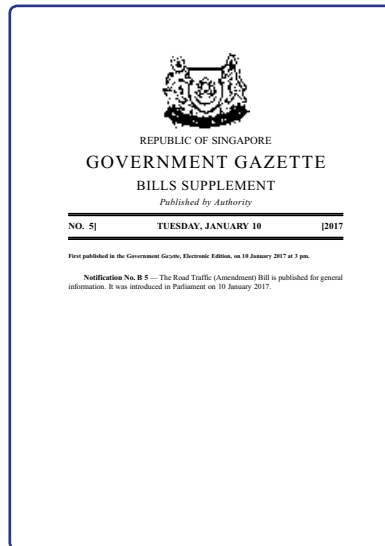 REPUBLIC OF SINGAPORE
GOVERNMENT GAZETTE
BILLS SUPPLEMENT
Published by Authority
NO. 5] TUESDAY, JANUARY 10 [2017
First published in the Government Gazette, Electronic Edition, on 10 January 2017 at 3 pm.
Notification No. B 5 — The Road Traffic (Amendment) Bill is published for general
information. It was introduced in Parliament on 10 January 2017.